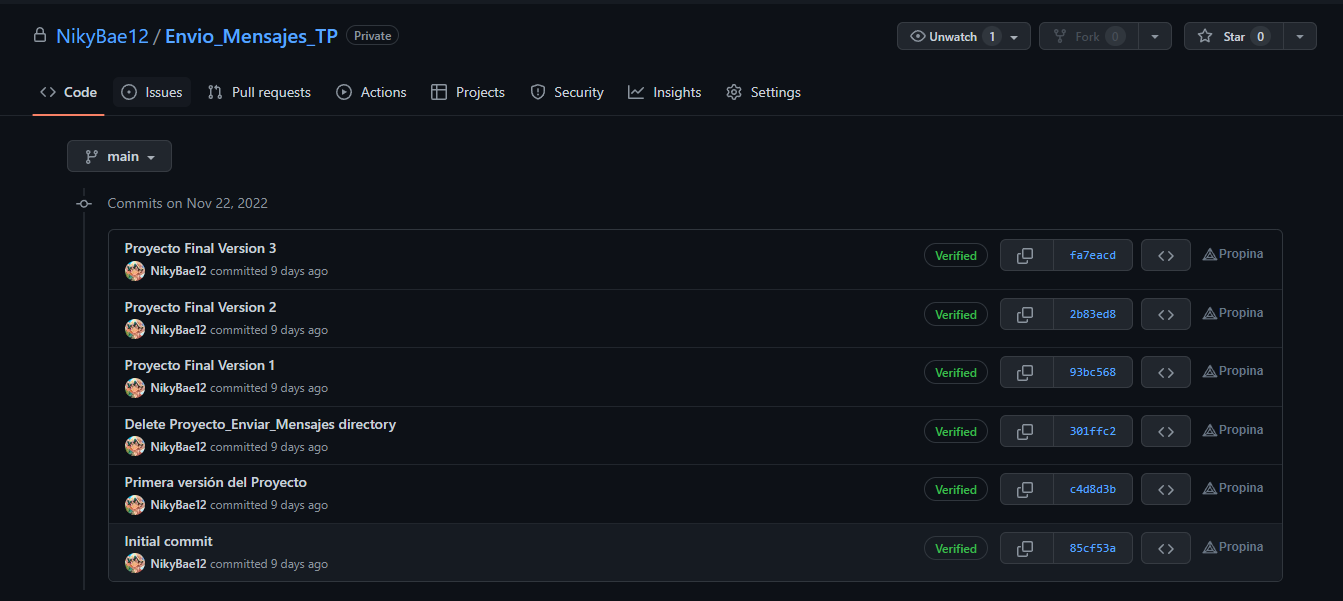 NikyBae12 / Envio_Mensajes_TP Private Unwatch 1 Fork 0 Star 0
Code Issues Pull requests Actions Projects Security Insights Settings
main
Commits on Nov 22, 2022
Proyecto Final Version 3
NikyBae12 committed 9 days ago Verified fa7eacd Propina
Proyecto Final Version 2
NikyBae12 committed 9 days ago Verified 2b83ed8 Propina
Proyecto Final Version 1
NikyBae12 committed 9 days ago Verified 93bc568 Propina
Delete Proyecto_Enviar_Mensajes directory
NikyBae12 committed 9 days ago Verified 301ffc2 Propina
Primera versión del Proyecto
NikyBae12 committed 9 days ago Verified c4d8d3b Propina
Initial commit
NikyBae12 committed 9 days ago Verified 85cf53a Propina